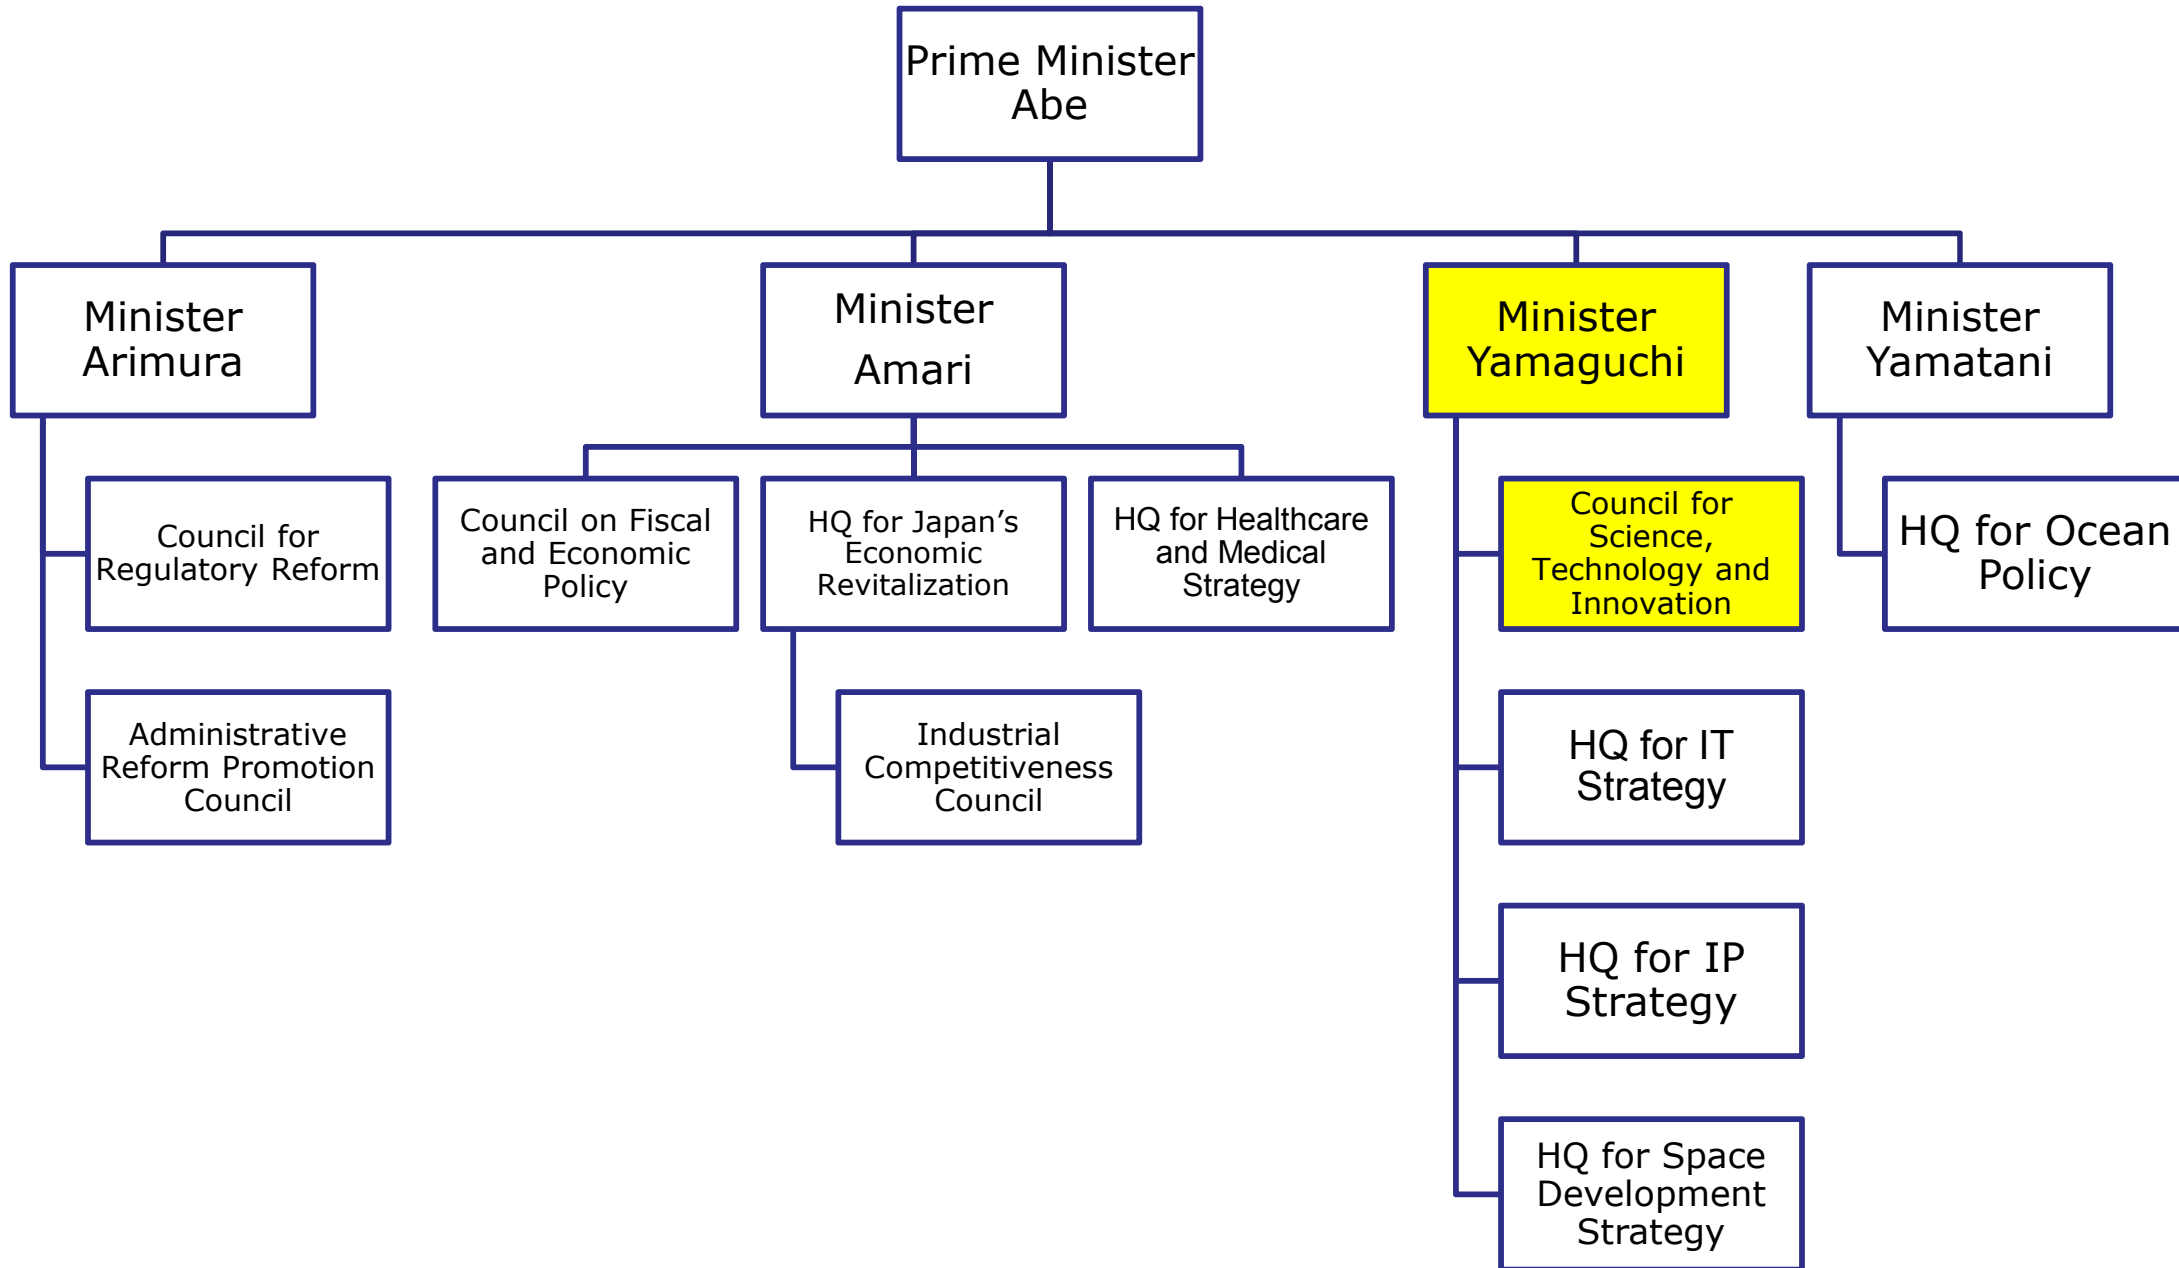 Prime Minister
Abe
Minister
Arimura
Minister
Amari
Minister
Yamaguchi
Minister
Yamatani
Council for
Regulatory Reform
Council on Fiscal
and Economic
Policy
HQ for Japan’s
Economic
Revitalization
HQ for Healthcare
and Medical
Strategy
Council for
Science,
Technology and
Innovation
HQ for Ocean
Policy
Administrative
Reform Promotion
Council
Industrial
Competitiveness
Council
HQ for IT
Strategy
HQ for IP
Strategy
HQ for Space
Development
Strategy